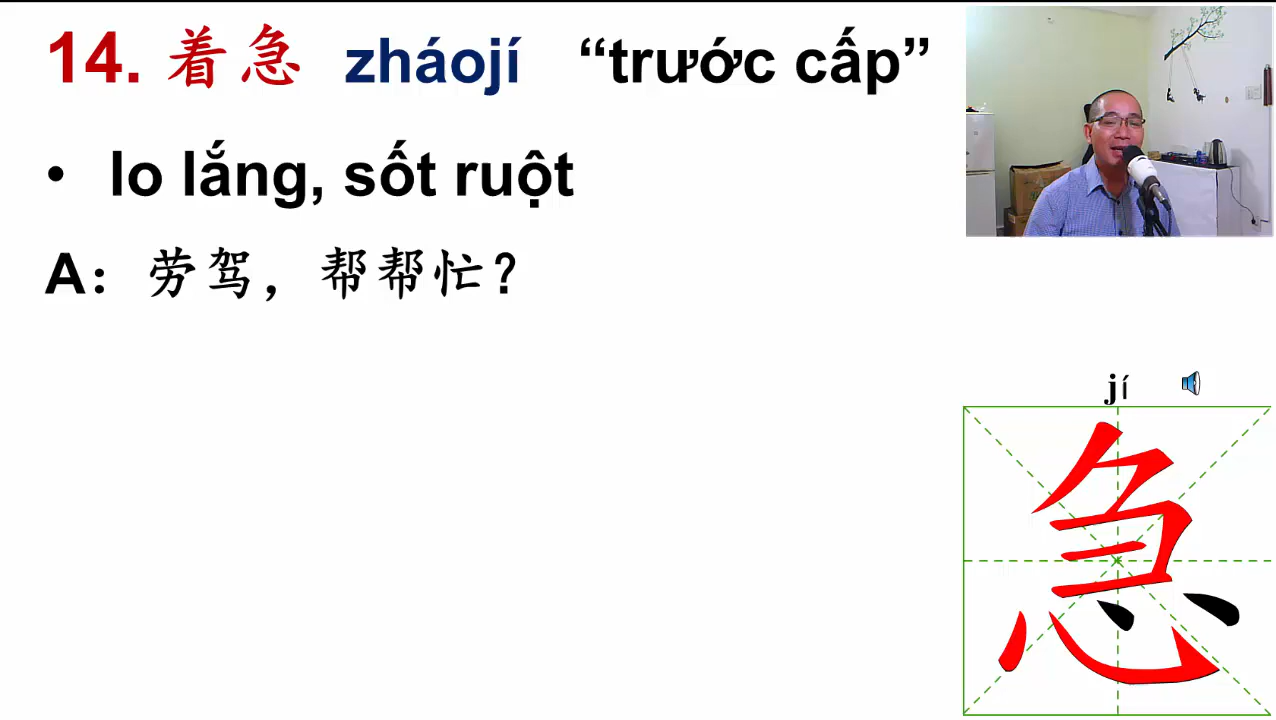 14. 着急 zháojí “trước cấp”
• lo lắng, sốt ruột
A：劳驾，帮帮忙？
jí
急